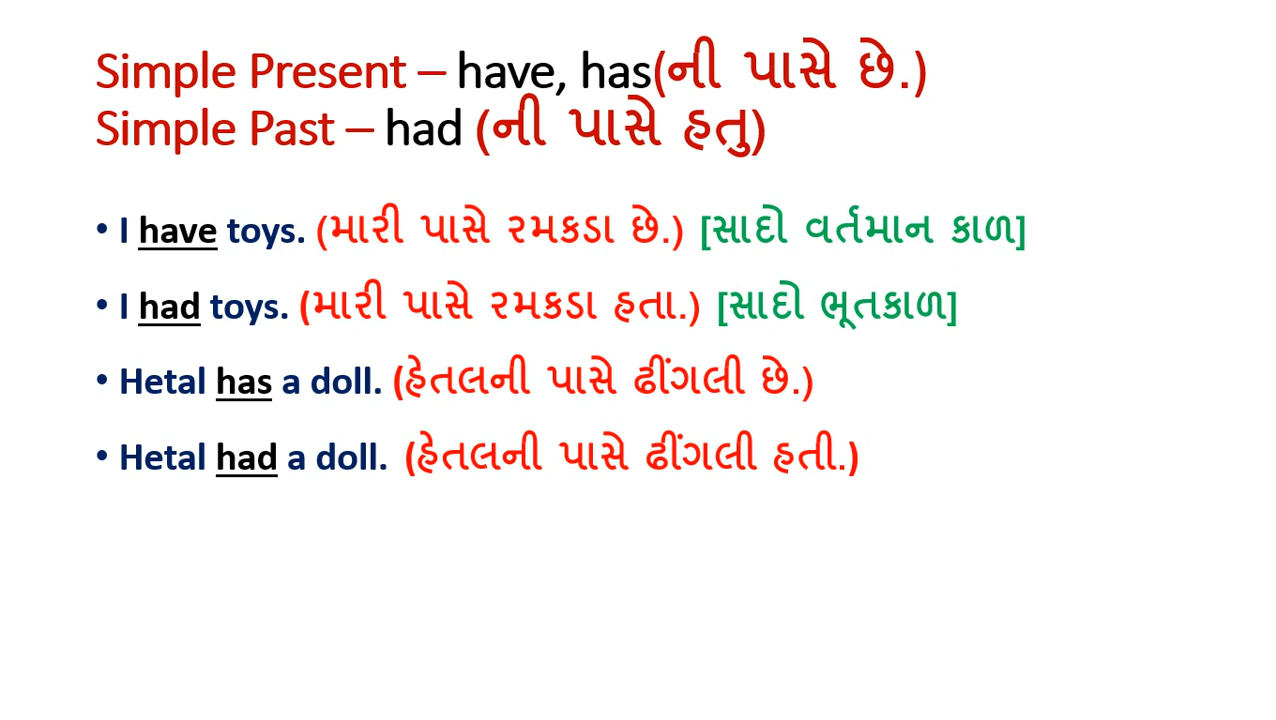 Simple Present – have, has(ની પાસે છે.)
Simple Past – had (ની પાસે હતુ)
• I have toys. (મારી પાસે રમકડા છે.) [સાદો વર્તમાન કાળ]
• I had toys. (મારી પાસે રમકડા હતા.) [સાદો ભૂતકાળ]
• Hetal has a doll. (હેતલની પાસે ઢીંગલી છે.)
• Hetal had a doll. (હેતલની પાસે ઢીંગલી હતી.)